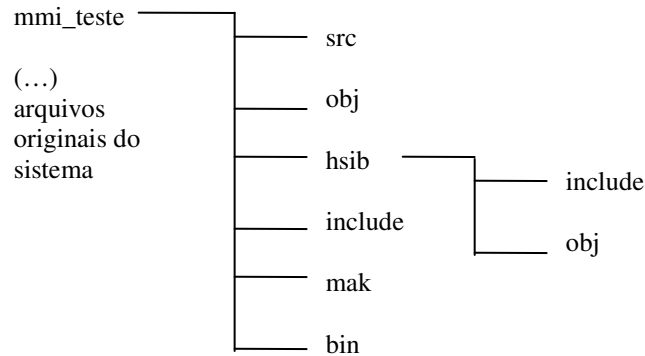 mmi_teste
(…)
arquivos
originais do
sistema
src
obj
hsib
include
mak
bin
include
obj